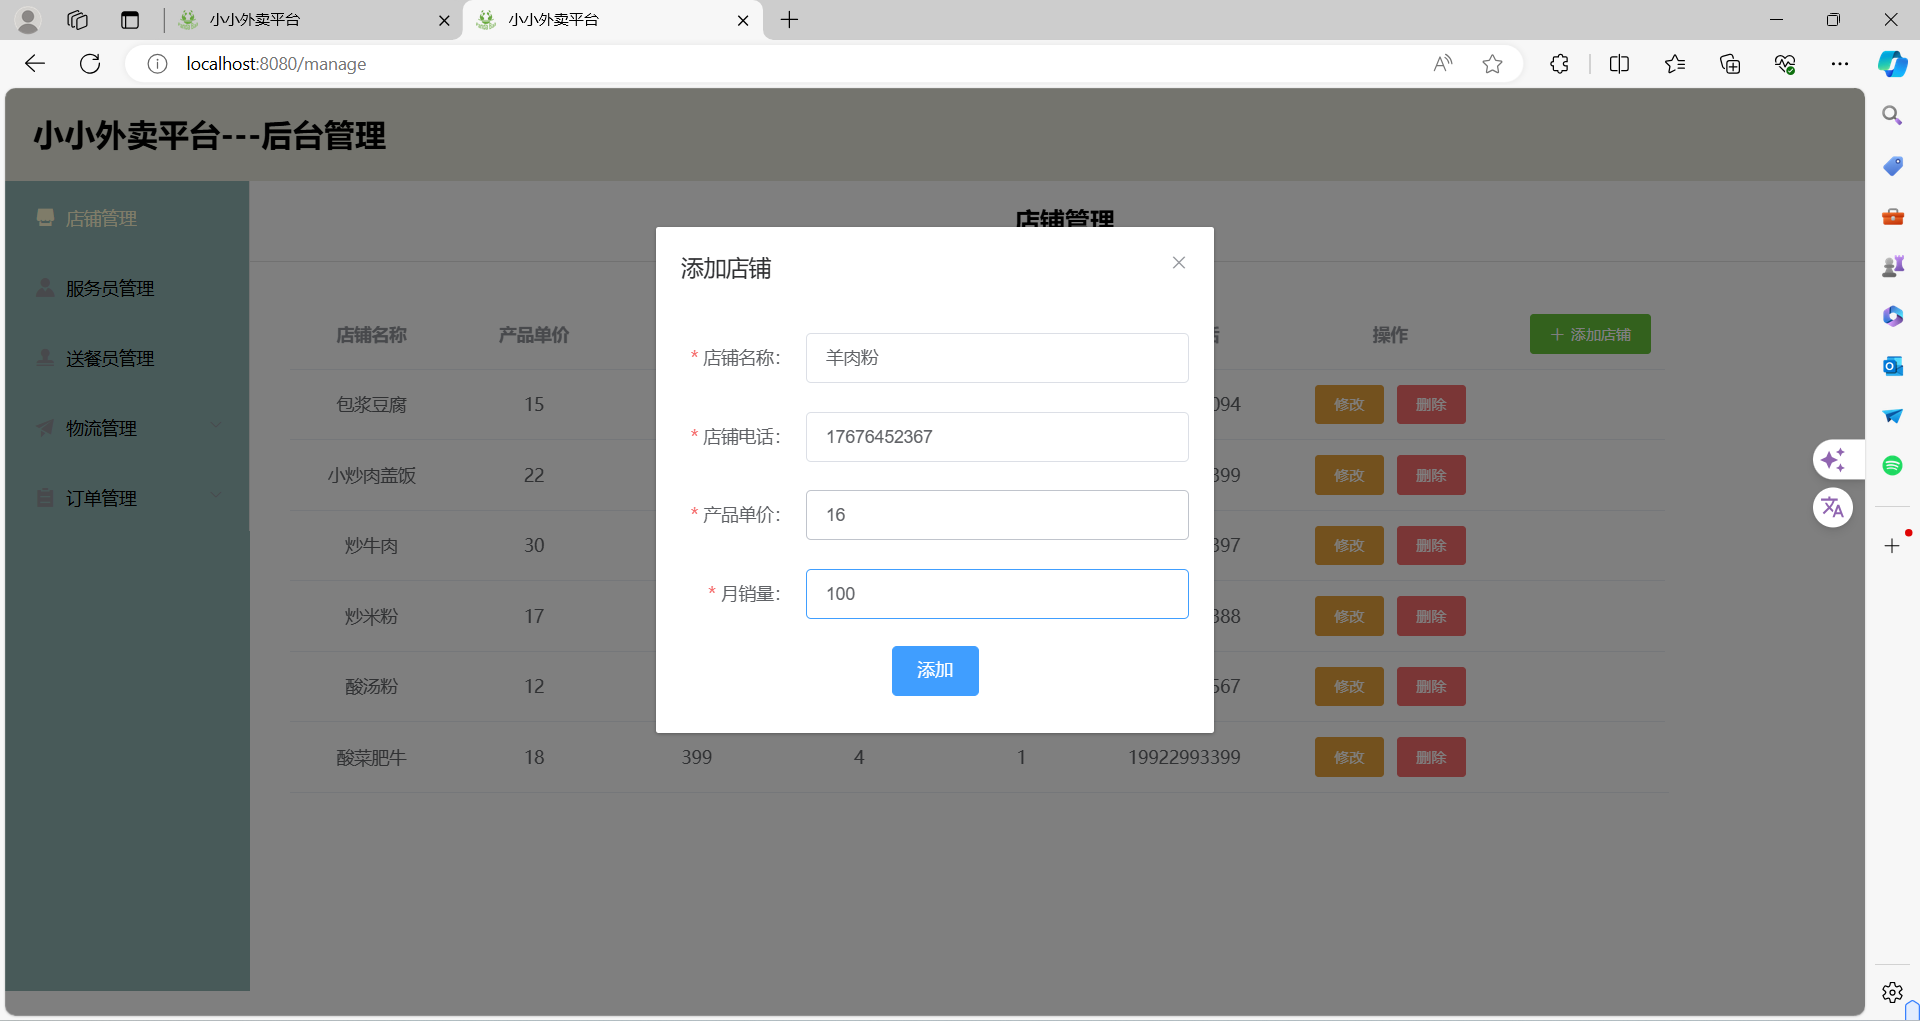 小小外卖平台
小小外卖平台
localhost:8080/manage
小小外卖平台---后台管理
店铺管理
服务员管理
送餐员管理
物流管理
订单管理
店铺管理
店铺名称 产品单价 操作 添加店铺
包浆豆腐 15 094 修改 删除
小炒肉盖饭 22 399 修改 删除
炒牛肉 30 397 修改 删除
炒米粉 17 388 修改 删除
酸汤粉 12 567 修改 删除
酸菜肥牛 18 399 4 1 19922993399 修改 删除
添加店铺
* 店铺名称: 羊肉粉
* 店铺电话: 17676452367
* 产品单价: 16
* 月销量: 100
添加